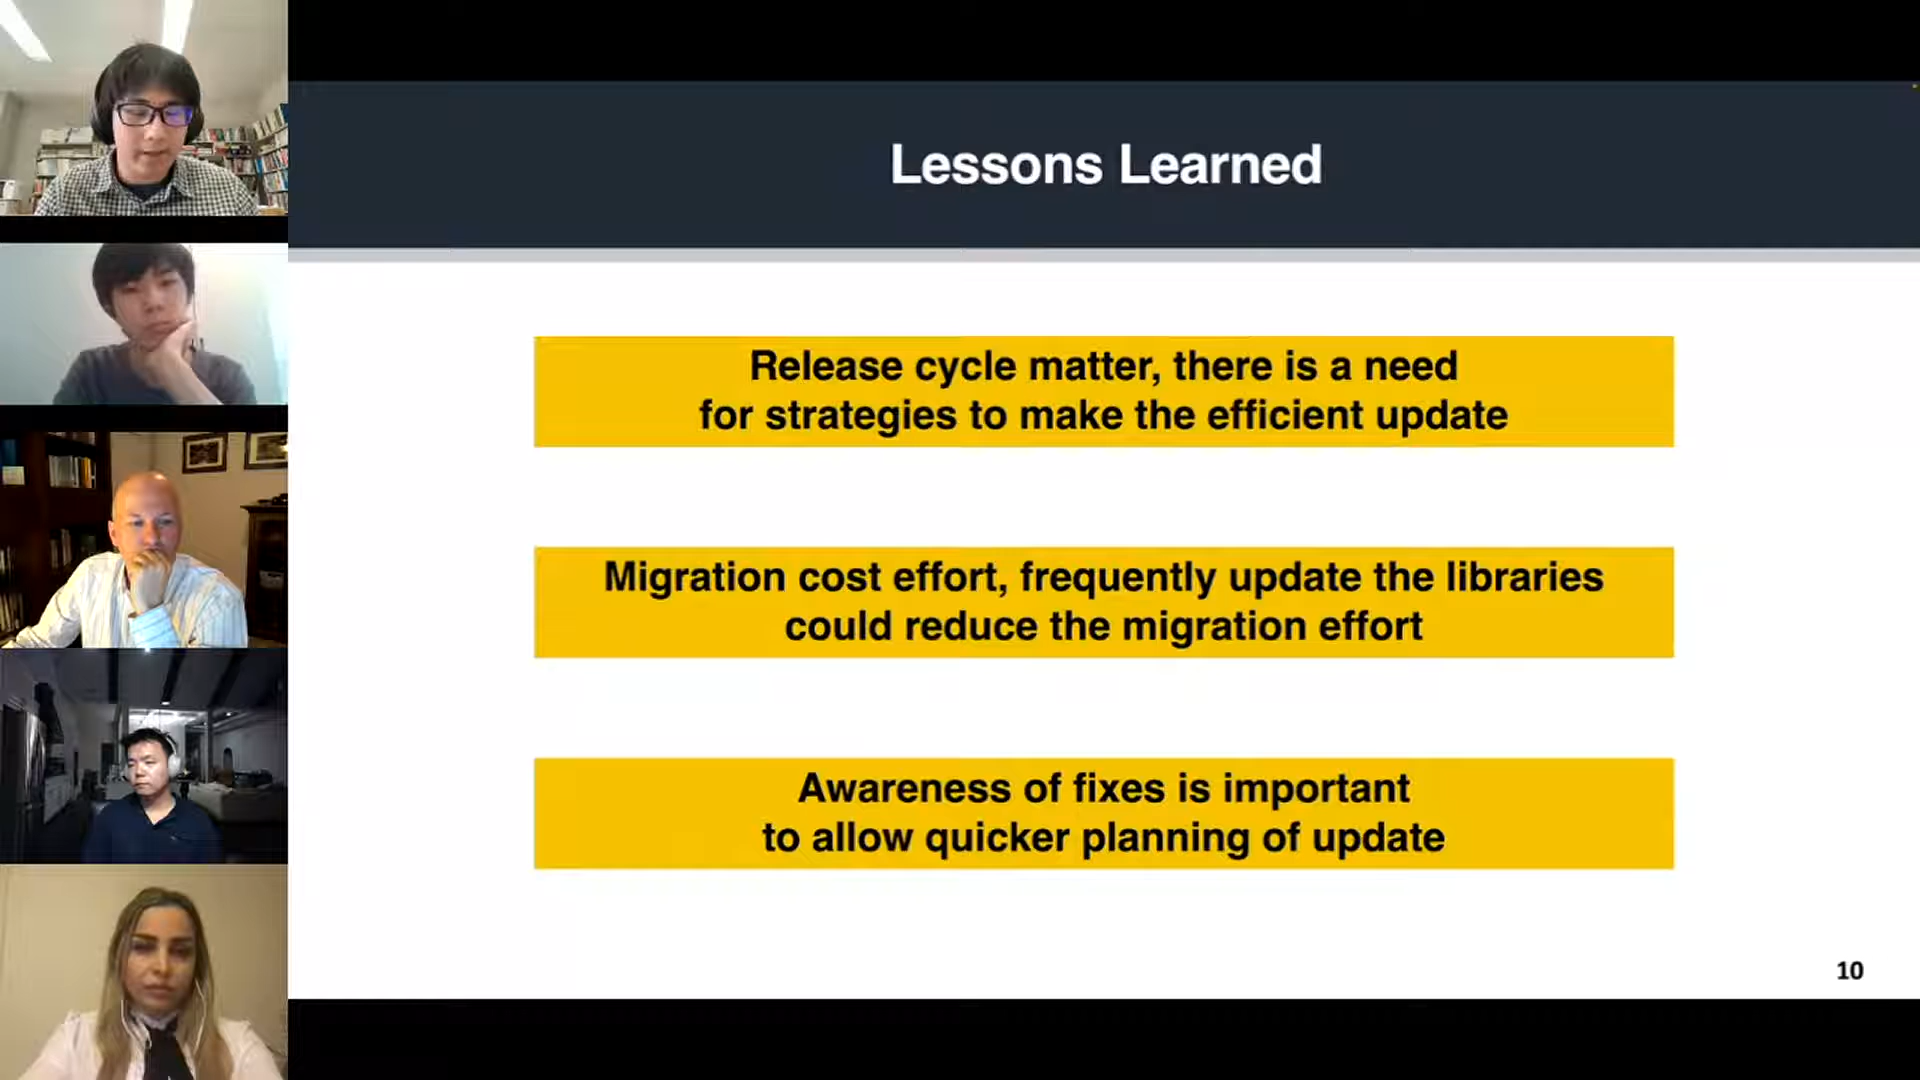 Lessons Learned
Release cycle matter, there is a need
for strategies to make the efficient update
Migration cost effort, frequently update the libraries
could reduce the migration effort
Awareness of fixes is important
to allow quicker planning of update
10